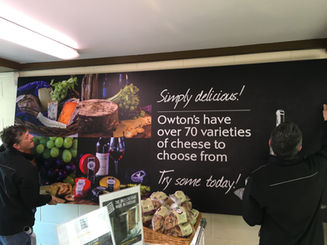 Simply delicious!
Owton's have
over 70 varieties
of cheese to
choose from
Try some today!